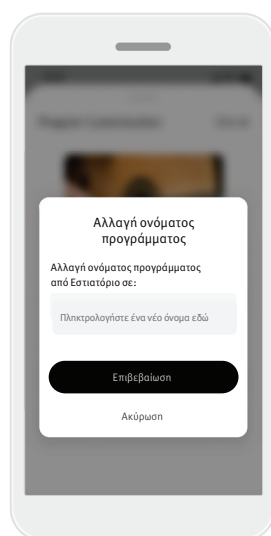 Αλλαγή ονόματος
προγράμματος
Αλλαγή ονόματος προγράμματος
από Εστιατόριο σε:
Πληκτρολογήστε ένα νέο όνομα εδώ
Επιβεβαίωση
Ακύρωση